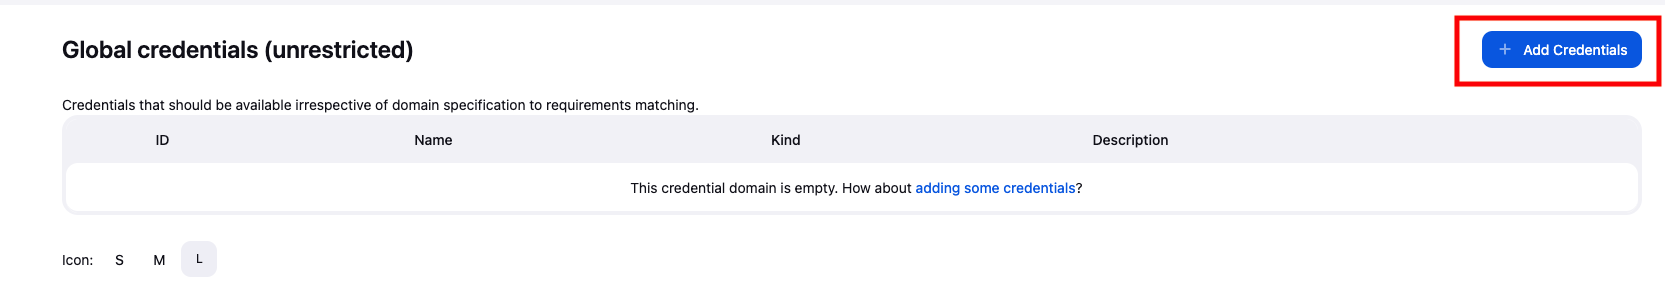 Global credentials (unrestricted)
+ Add Credentials
Credentials that should be available irrespective of domain specification to requirements matching.
ID Name Kind Description
This credential domain is empty. How about adding some credentials?
Icon: S M L